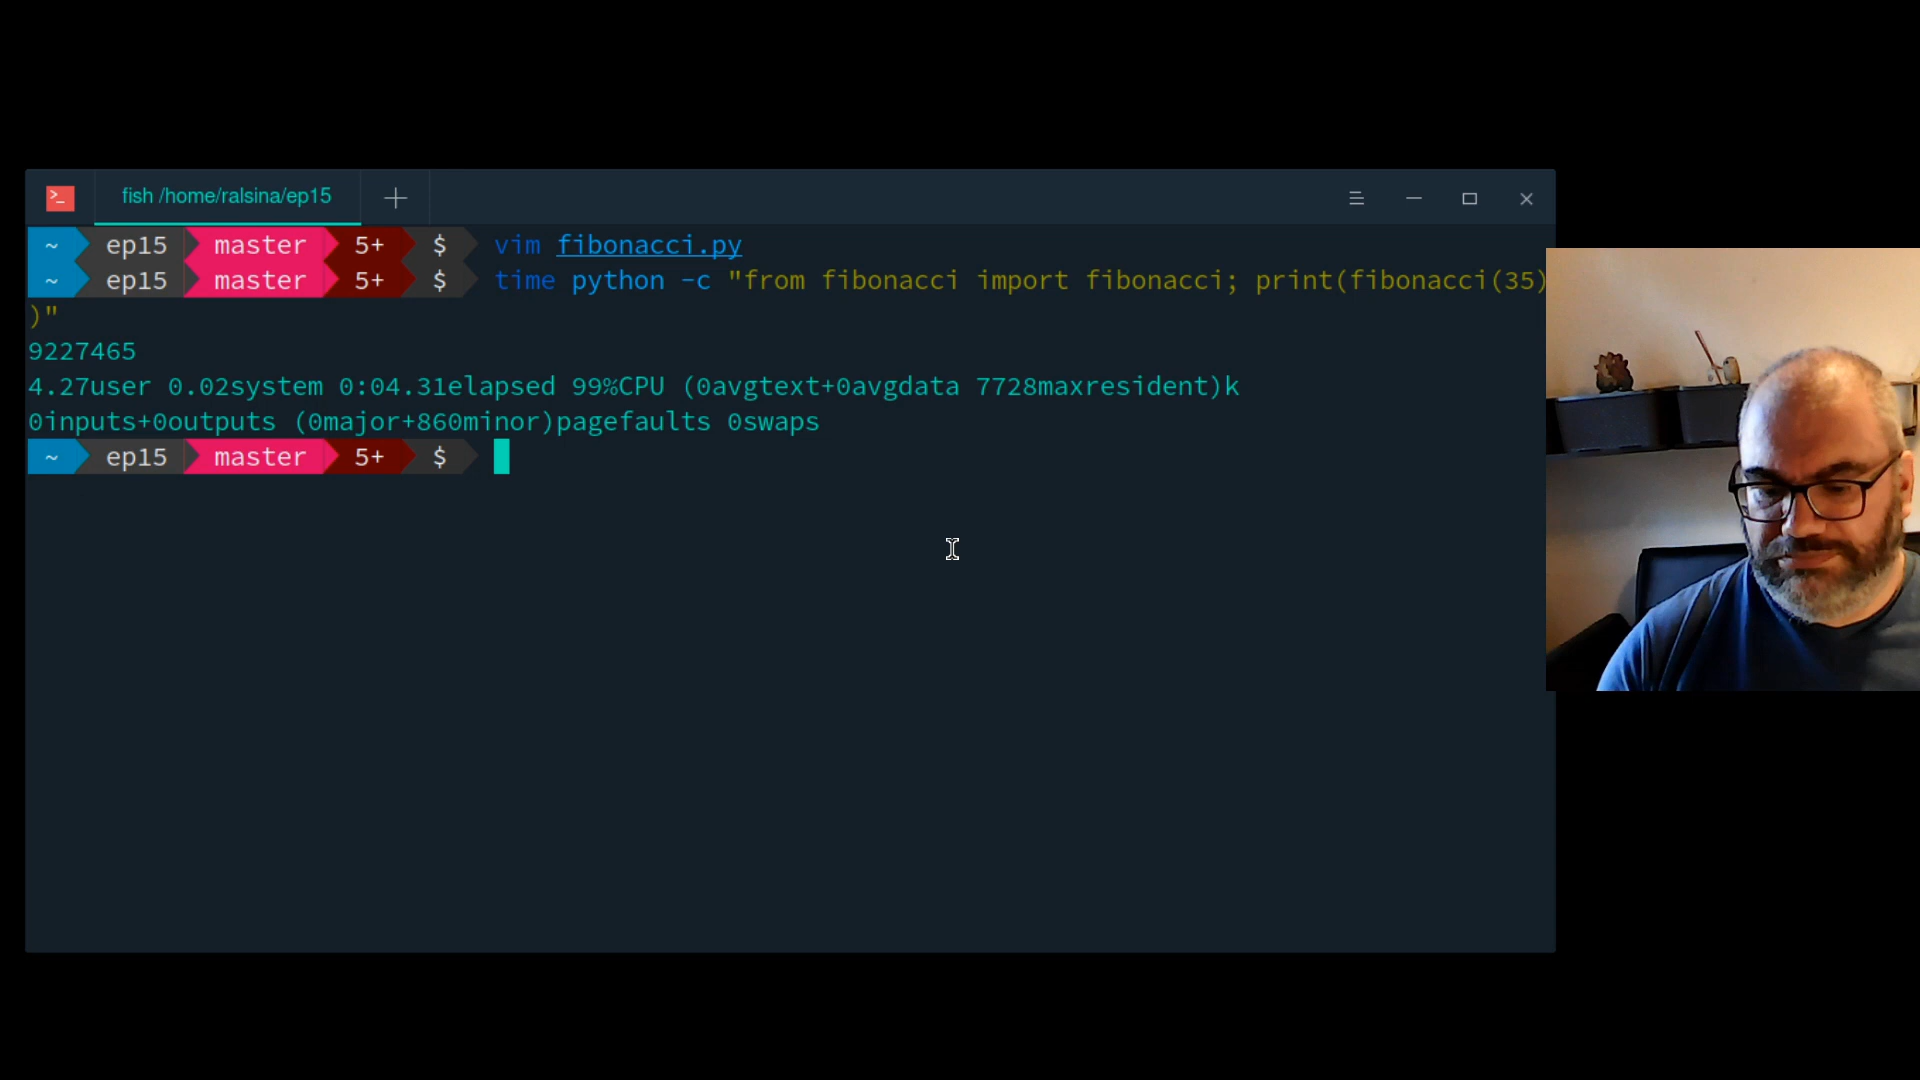 >_ fish /home/ralsina/ep15
~ ep15 master 5+ $ vim fibonacci.py
~ ep15 master 5+ $ time python -c "from fibonacci import fibonacci; print(fibonacci(35)
)"
9227465
4.27user 0.02system 0:04.31elapsed 99%CPU (0avgtext+0avgdata 7728maxresident)k
0inputs+0outputs (0major+860minor)pagefaults 0swaps
~ ep15 master 5+ $